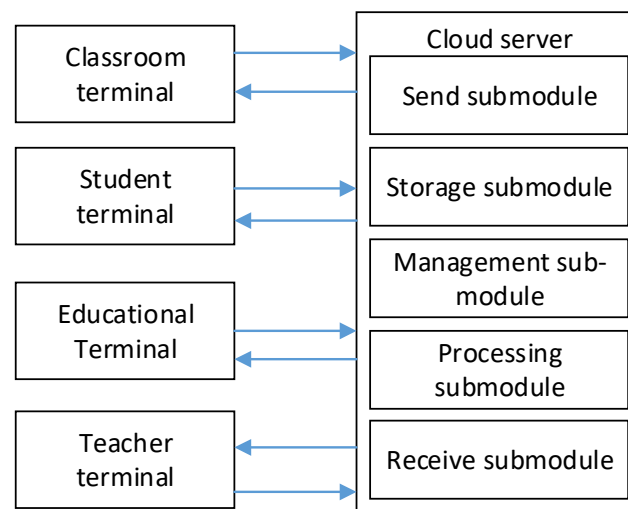 Classroom
terminal
Student
terminal
Educational
Terminal
Teacher
terminal
Cloud server
Send submodule
Storage submodule
Management sub-
module
Processing
submodule
Receive submodule